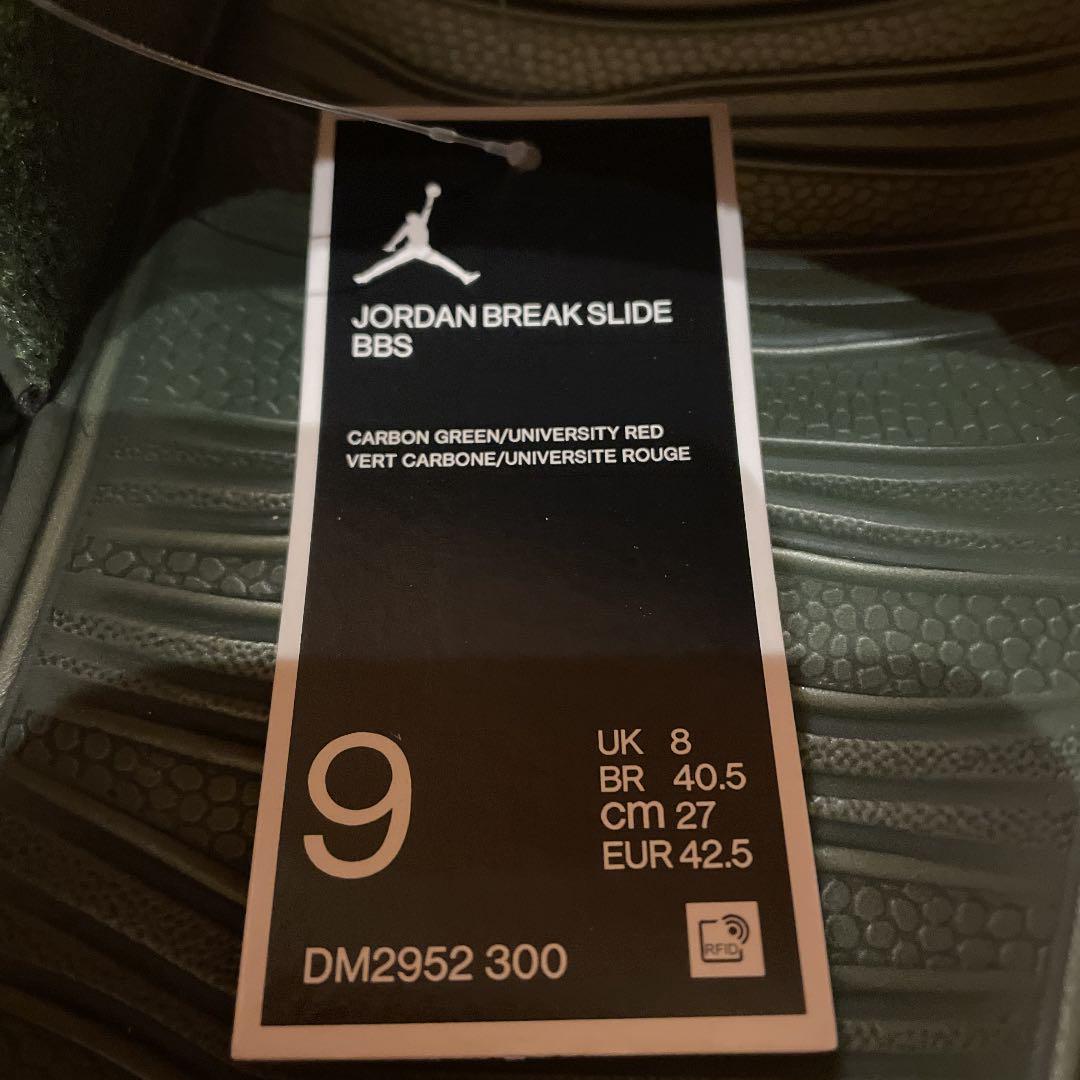 JORDAN BREAK SLIDE
BBS
CARBON GREEN/UNIVERSITY RED
VERT CARBONE/UNIVERSITE ROUGE
9
UK 8
BR 40.5
cm 27
EUR 42.5
RFID
DM2952 300